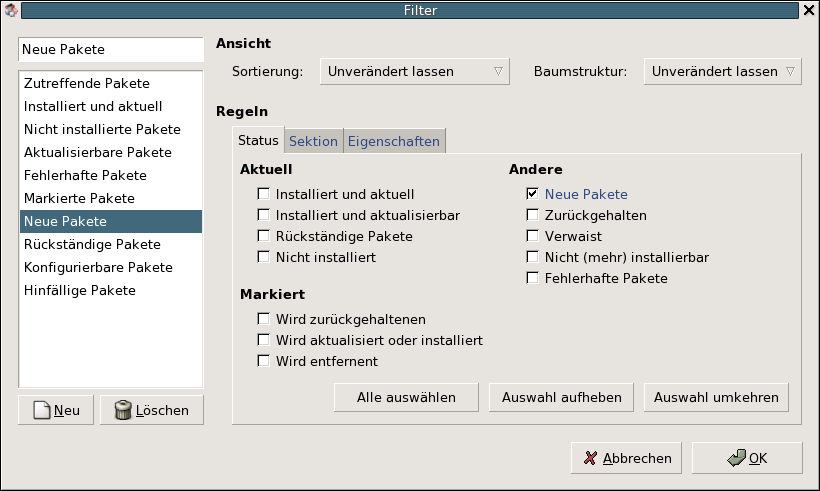 Filter
Neue Pakete
Zutreffende Pakete
Installiert und aktuell
Nicht installierte Pakete
Aktualisierbare Pakete
Fehlerhafte Pakete
Markierte Pakete
Neue Pakete
Rückständige Pakete
Konfigurierbare Pakete
Hinfällige Pakete
Neu
Löschen
Ansicht
Sortierung: Unverändert lassen
Baumstruktur: Unverändert lassen
Regeln
Status Sektion Eigenschaften
Aktuell
Installiert und aktuell
Installiert und aktualisierbar
Rückständige Pakete
Nicht installiert
Markiert
Wird zurückgehaltenen
Wird aktualisiert oder installiert
Wird entfernent
Andere
Neue Pakete
Zurückgehalten
Verwaist
Nicht (mehr) installierbar
Fehlerhafte Pakete
Alle auswählen
Auswahl aufheben
Auswahl umkehren
Abbrechen
OK